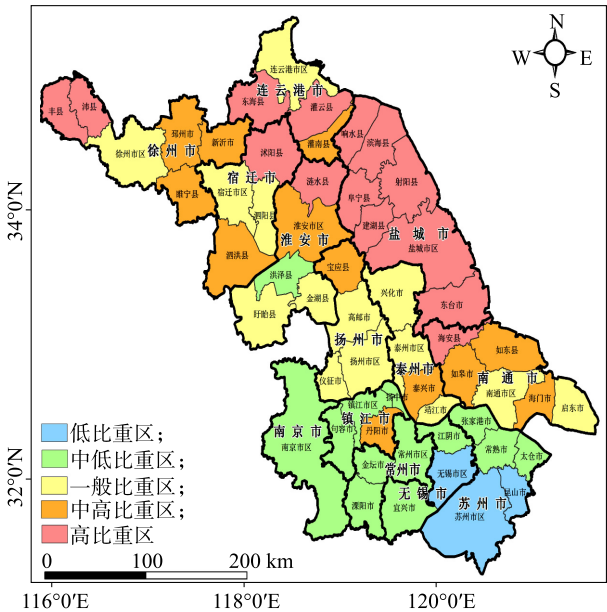 N
W E
S
连云港市区
连云港市
东海县
灌云县
丰县
沛县
响水县
滨海县
邳州市
新沂市
灌南县
徐州市区
徐州市
沭阳县
射阳县
涟水县
宿迁市
睢宁县
宿迁市区
阜宁县
泗阳县
建湖县
盐城市
淮安市区
淮安市
盐城市区
泗洪县
宝应县
洪泽县
兴化市
金湖县
东台市
盱眙县
高邮市
扬州市
海安县
泰州市区
如东县
扬州市区
泰州市
如皋市
南通市
仪征市
泰兴市
南通市区
海门市
启东市
扬中市
镇江市区
靖江市
镇江市
张家港市
南京市
句容市
丹阳市
江阴市
南京市区
常州市区
常熟市
太仓市
金坛市
常州市
无锡市区
昆山市
无锡市
溧阳市
宜兴市
苏州市
苏州市区
低比重区；
中低比重区；
一般比重区；
中高比重区；
高比重区
0 100 200 km
34°0′N
32°0′N
116°0′E 118°0′E 120°0′E